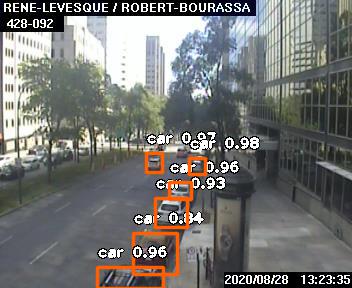 RENE-LEVESQUE / ROBERT-BOURASSA
428-092
car 0.97
car 0.98
car 0.96
car 0.93
car 0.84
car 0.96
2020/08/28 13:23:35